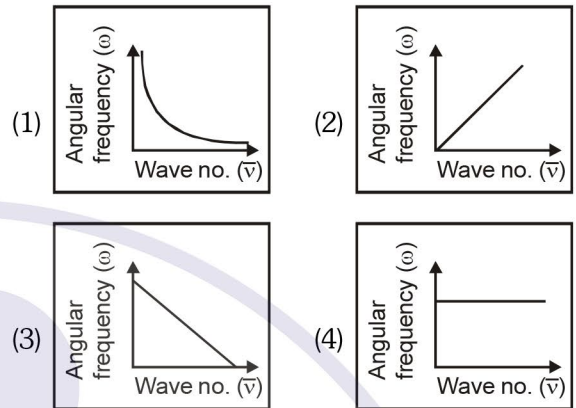 (1)
Angular
frequency (ω)
Wave no. (ν̅)
(2)
Angular
frequency (ω)
Wave no. (ν̅)
(3)
Angular
frequency (ω)
Wave no. (ν̅)
(4)
Angular
frequency (ω)
Wave no. (ν̅)